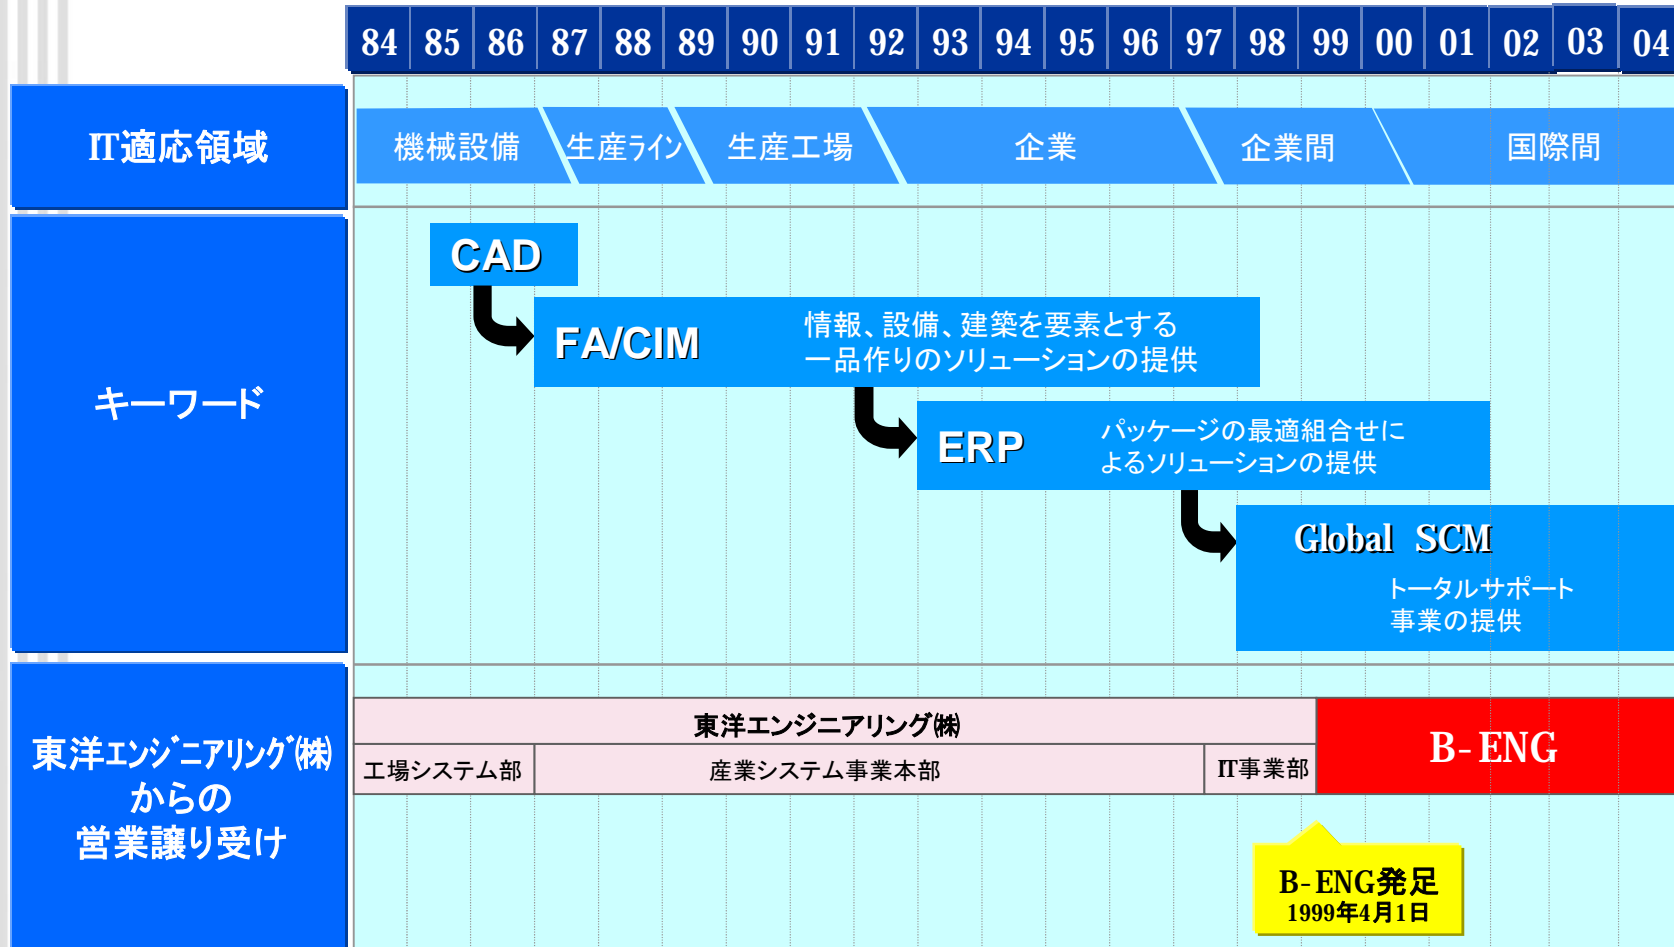 84 85 86 87 88 89 90 91 92 93 94 95 96 97 98 99 00 01 02 03 04
IT適応領域
機械設備 生産ライン 生産工場 企業 企業間 国際間
キーワード
CAD
FA/CIM
情報、設備、建築を要素とする
一品作りのソリューションの提供
ERP
パッケージの最適組合せに
よるソリューションの提供
Global SCM
トータルサポート
事業の提供
東洋エンジニアリング㈱
からの
営業譲り受け
東洋エンジニアリング㈱
工場システム部 産業システム事業本部 IT事業部
B-ENG
B-ENG発足
1999年4月1日